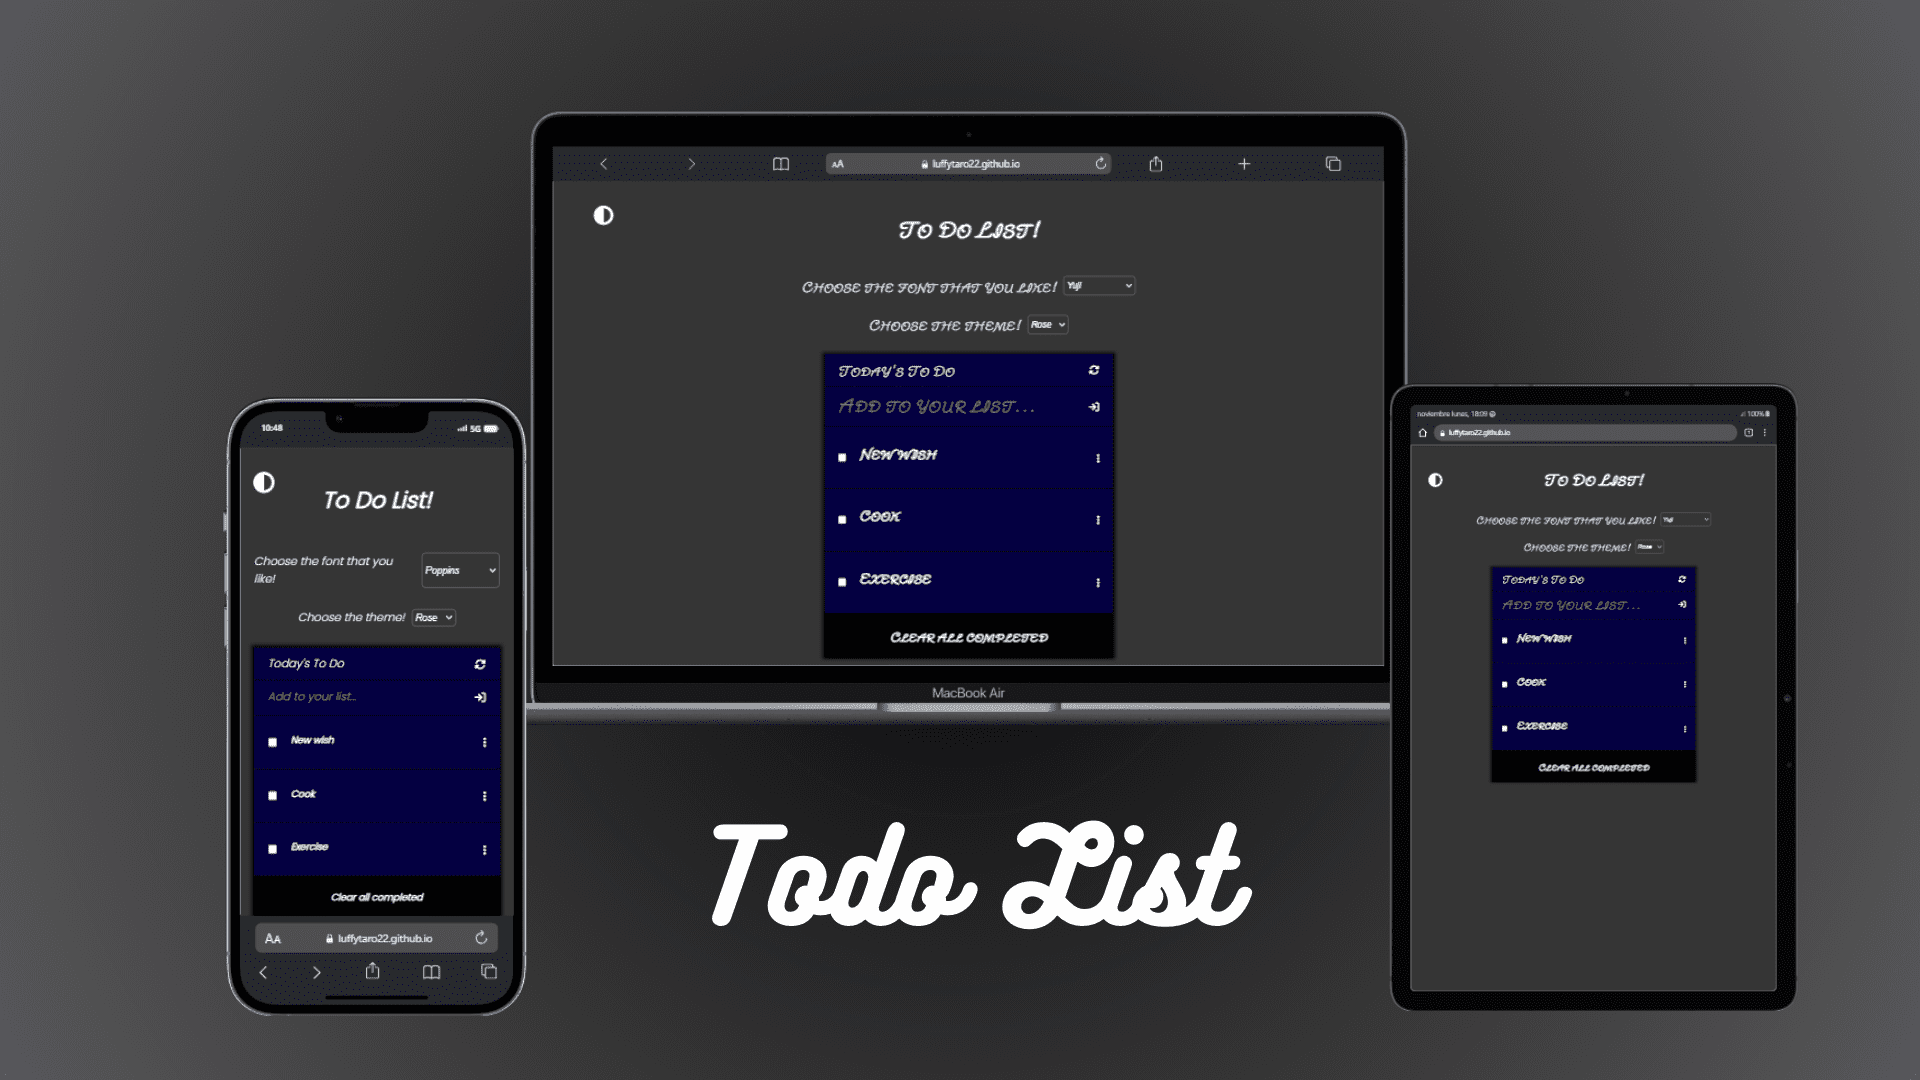 AA luffytaro22.github.io
To Do List!
Choose the font that you like! Yuji
Choose the theme! Rose
Today's To Do
Add to your list...
New wish
Cook
Exercise
Clear all completed
MacBook Air
10:48 5G
To Do List!
Choose the font that you
like!
Poppins
Choose the theme! Rose
Today's To Do
Add to your list...
New wish
Cook
Exercise
Clear all completed
AA luffytaro22.github.io
noviembre lunes, 18:09 100%
luffytaro22.github.io
To Do List!
Choose the font that you like! Yuji
Choose the theme! Rose
Today's To Do
Add to your list...
New wish
Cook
Exercise
Clear all completed
Todo List